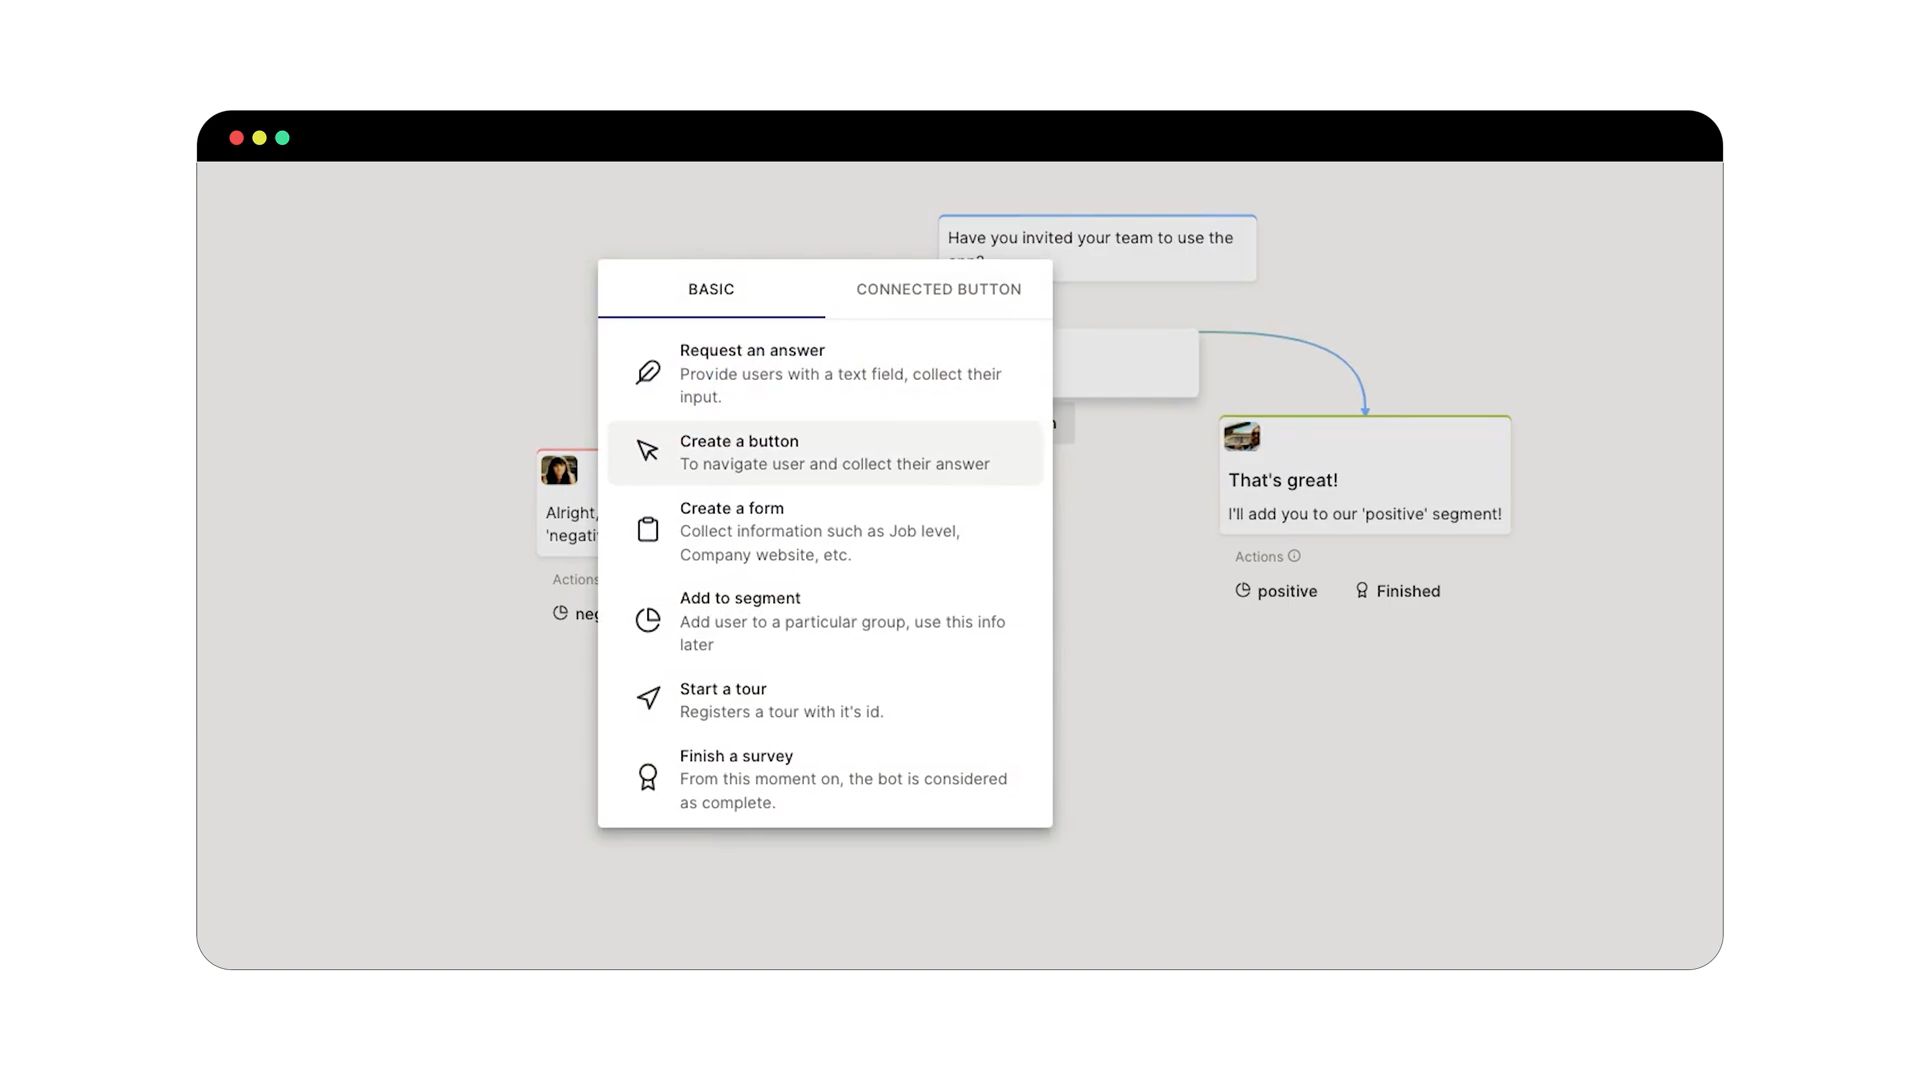 Have you invited your team to use the
BASIC
CONNECTED BUTTON
Request an answer
Provide users with a text field, collect their
input.
Create a button
To navigate user and collect their answer
Create a form
Collect information such as Job level,
Company website, etc.
Add to segment
Add user to a particular group, use this info
later
Start a tour
Registers a tour with it's id.
Finish a survey
From this moment on, the bot is considered
as complete.
Alright,
'negati
Actions
neg
That's great!
I'll add you to our 'positive' segment!
Actions
positive
Finished